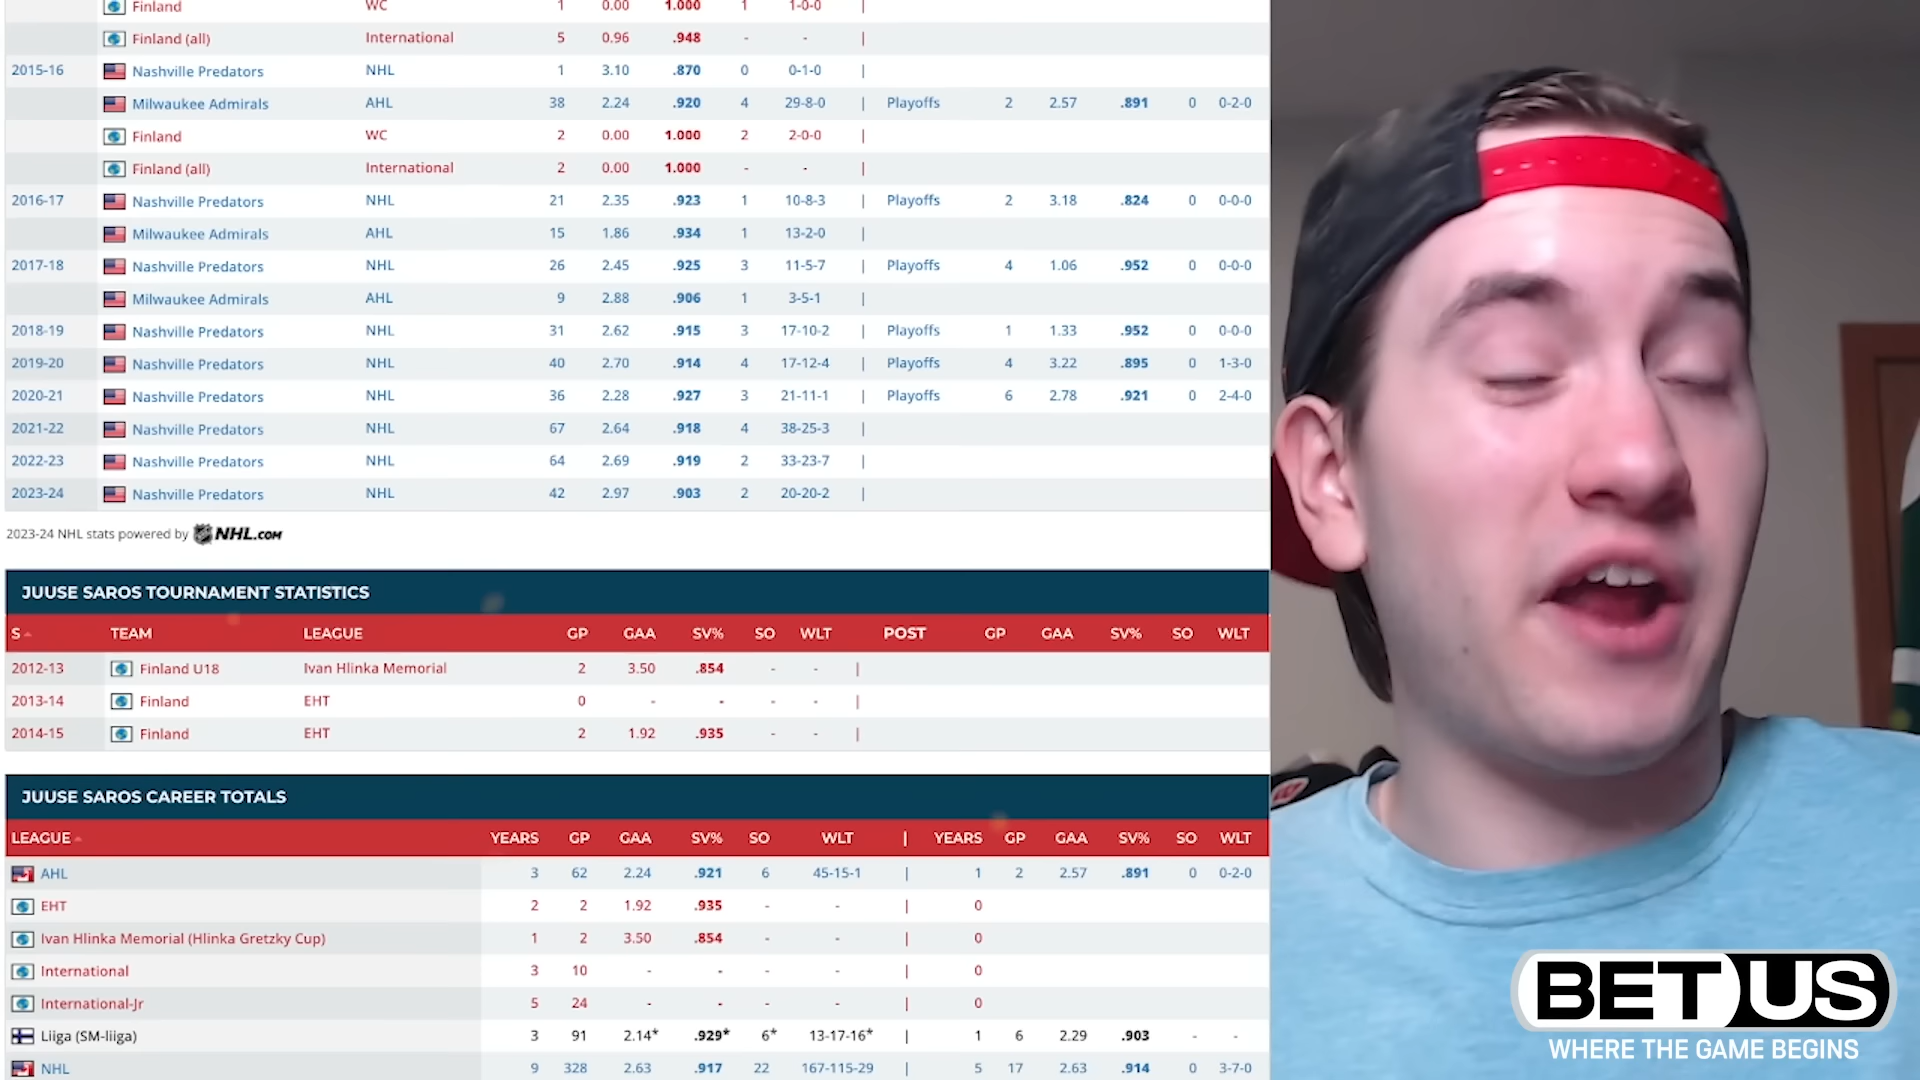 Finland WC 1 0.00 1.000 1 1-0-0 |
Finland (all) International 5 0.96 .948 - - |
2015-16 Nashville Predators NHL 1 3.10 .870 0 0-1-0 |
Milwaukee Admirals AHL 38 2.24 .920 4 29-8-0 | Playoffs 2 2.57 .891 0 0-2-0
Finland WC 2 0.00 1.000 2 2-0-0 |
Finland (all) International 2 0.00 1.000 - - |
2016-17 Nashville Predators NHL 21 2.35 .923 1 10-8-3 | Playoffs 2 3.18 .824 0 0-0-0
Milwaukee Admirals AHL 15 1.86 .934 1 13-2-0 |
2017-18 Nashville Predators NHL 26 2.45 .925 3 11-5-7 | Playoffs 4 1.06 .952 0 0-0-0
Milwaukee Admirals AHL 9 2.88 .906 1 3-5-1 |
2018-19 Nashville Predators NHL 31 2.62 .915 3 17-10-2 | Playoffs 1 1.33 .952 0 0-0-0
2019-20 Nashville Predators NHL 40 2.70 .914 4 17-12-4 | Playoffs 4 3.22 .895 0 1-3-0
2020-21 Nashville Predators NHL 36 2.28 .927 3 21-11-1 | Playoffs 6 2.78 .921 0 2-4-0
2021-22 Nashville Predators NHL 67 2.64 .918 4 38-25-3 |
2022-23 Nashville Predators NHL 64 2.69 .919 2 33-23-7 |
2023-24 Nashville Predators NHL 42 2.97 .903 2 20-20-2 |
2023-24 NHL stats powered by NHL.COM
JUUSE SAROS TOURNAMENT STATISTICS
S TEAM LEAGUE GP GAA SV% SO WLT POST GP GAA SV% SO WLT
2012-13 Finland U18 Ivan Hlinka Memorial 2 3.50 .854 - - |
2013-14 Finland EHT 0 - - - - |
2014-15 Finland EHT 2 1.92 .935 - - |
JUUSE SAROS CAREER TOTALS
LEAGUE YEARS GP GAA SV% SO WLT | YEARS GP GAA SV% SO WLT
AHL 3 62 2.24 .921 6 45-15-1 | 1 2 2.57 .891 0 0-2-0
EHT 2 2 1.92 .935 - - | 0
Ivan Hlinka Memorial (Hlinka Gretzky Cup) 1 2 3.50 .854 - - | 0
International 3 10 - - - - | 0
International-Jr 5 24 - - - - | 0
Liiga (SM-liiga) 3 91 2.14* .929* 6* 13-17-16* | 1 6 2.29 .903 - -
NHL 9 328 2.63 .917 22 167-115-29 | 5 17 2.63 .914 0 3-7-0
BETUS
WHERE THE GAME BEGINS